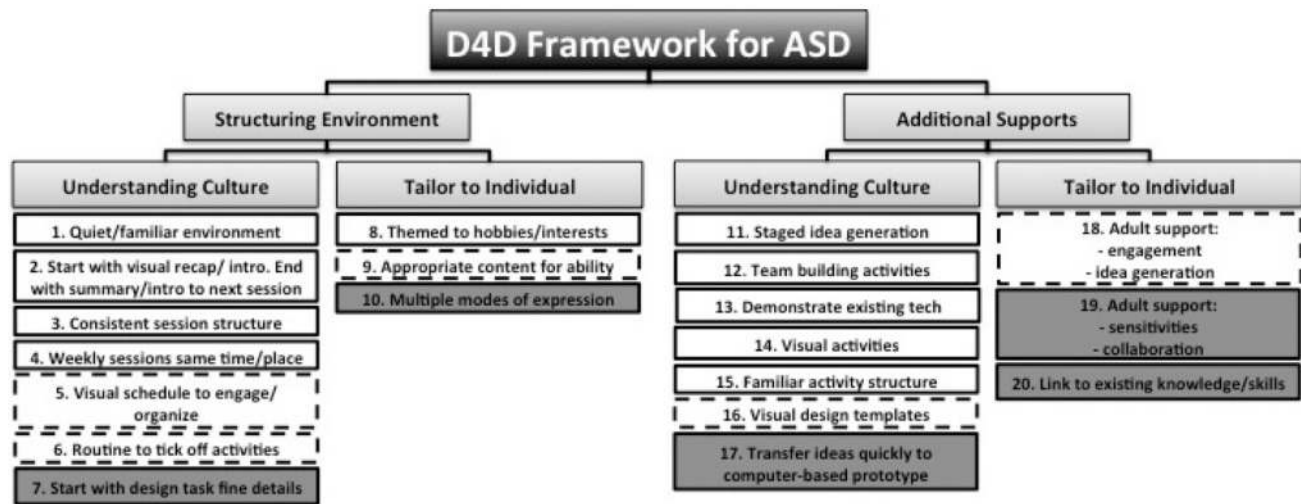 D4D Framework for ASD
Structuring Environment
Understanding Culture
1. Quiet/familiar environment
2. Start with visual recap/ intro. End
with summary/intro to next session
3. Consistent session structure
4. Weekly sessions same time/place
5. Visual schedule to engage/
organize
6. Routine to tick off activities
7. Start with design task fine details
Tailor to Individual
8. Themed to hobbies/interests
9. Appropriate content for ability
10. Multiple modes of expression
Additional Supports
Understanding Culture
11. Staged idea generation
12. Team building activities
13. Demonstrate existing tech
14. Visual activities
15. Familiar activity structure
16. Visual design templates
17. Transfer ideas quickly to
computer-based prototype
Tailor to Individual
18. Adult support:
- engagement
- idea generation
19. Adult support:
- sensitivities
- collaboration
20. Link to existing knowledge/skills